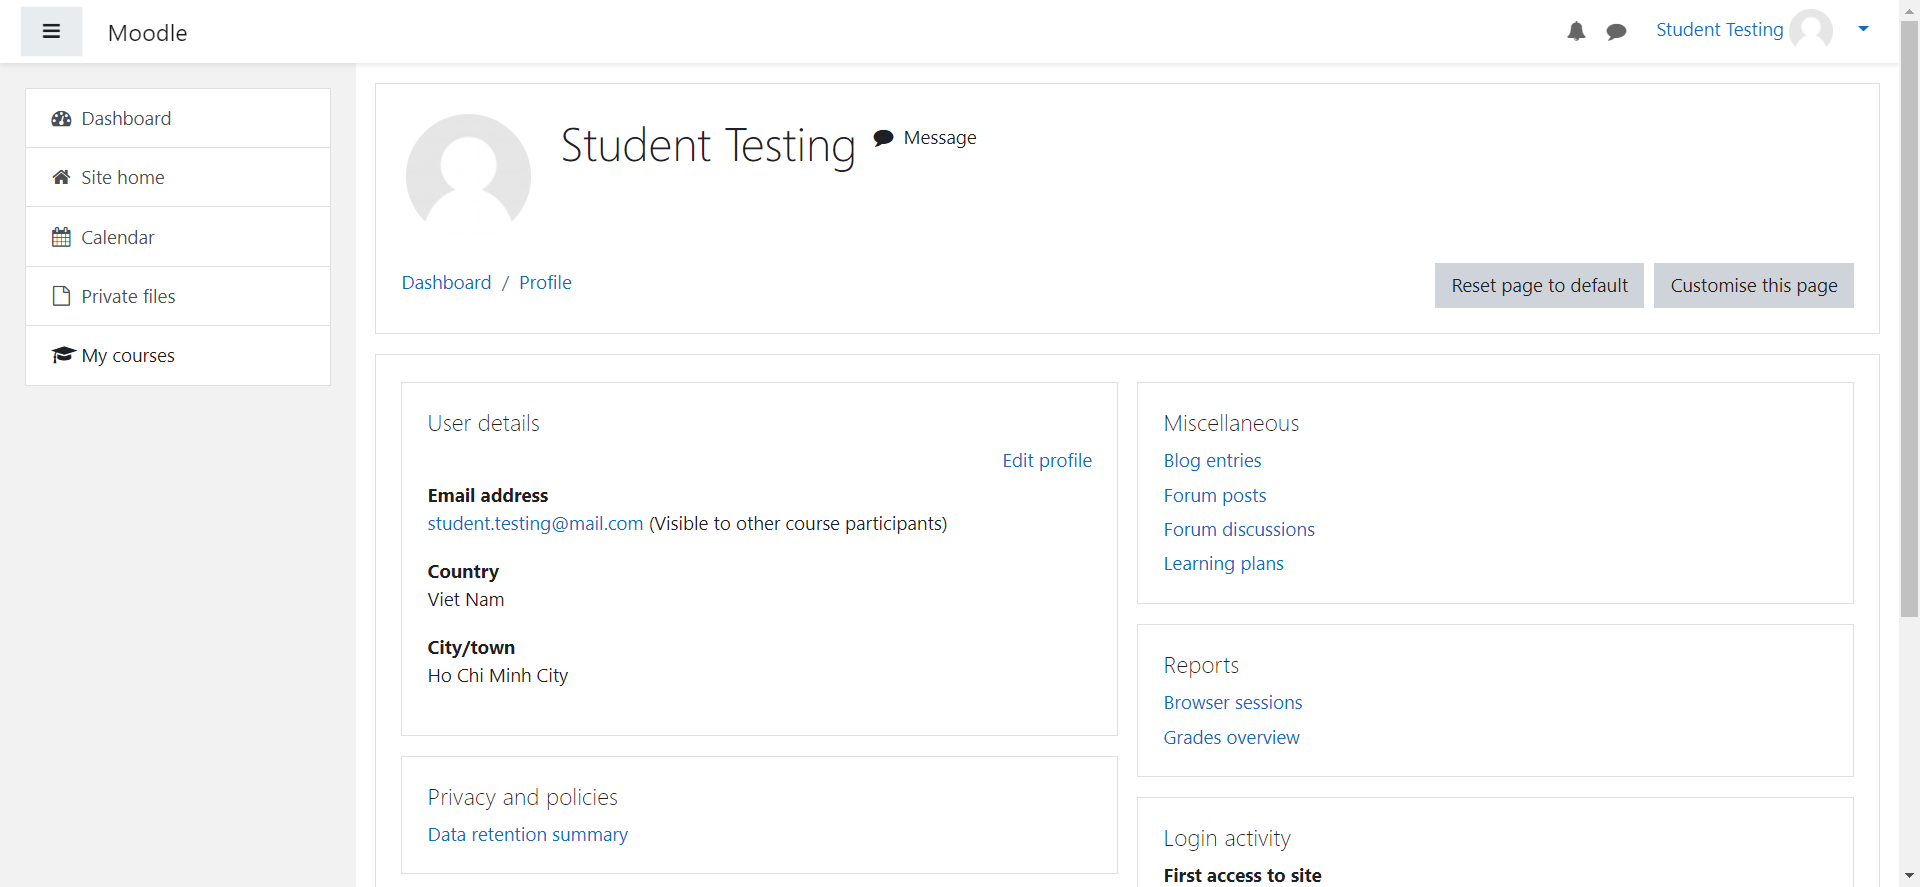 Moodle
Student Testing
Dashboard
Site home
Calendar
Private files
My courses
Student Testing
Message
Dashboard / Profile
Reset page to default
Customise this page
User details
Edit profile
Email address
student.testing@mail.com (Visible to other course participants)
Country
Viet Nam
City/town
Ho Chi Minh City
Privacy and policies
Data retention summary
Miscellaneous
Blog entries
Forum posts
Forum discussions
Learning plans
Reports
Browser sessions
Grades overview
Login activity
First access to site